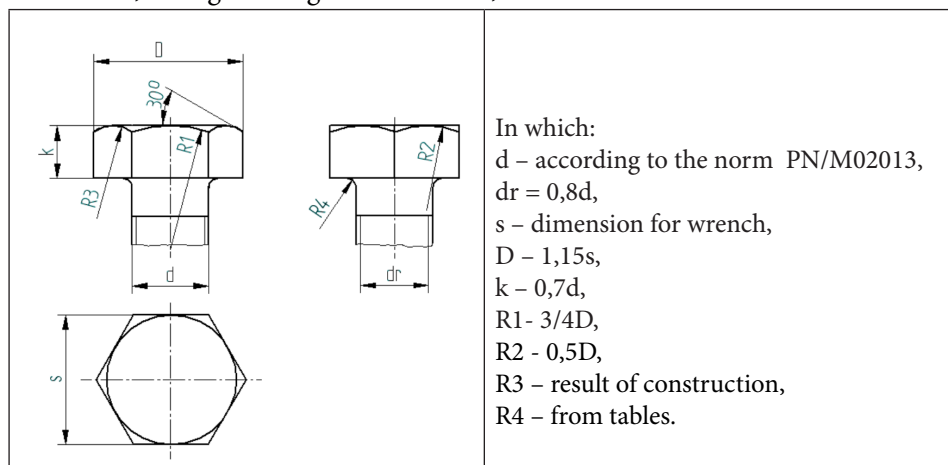 D
30°
k
R1
R3
d
R2
R4
dr
s
In which:
d – according to the norm PN/M02013,
dr = 0,8d,
s – dimension for wrench,
D – 1,15s,
k – 0,7d,
R1- 3/4D,
R2 - 0,5D,
R3 – result of construction,
R4 – from tables.